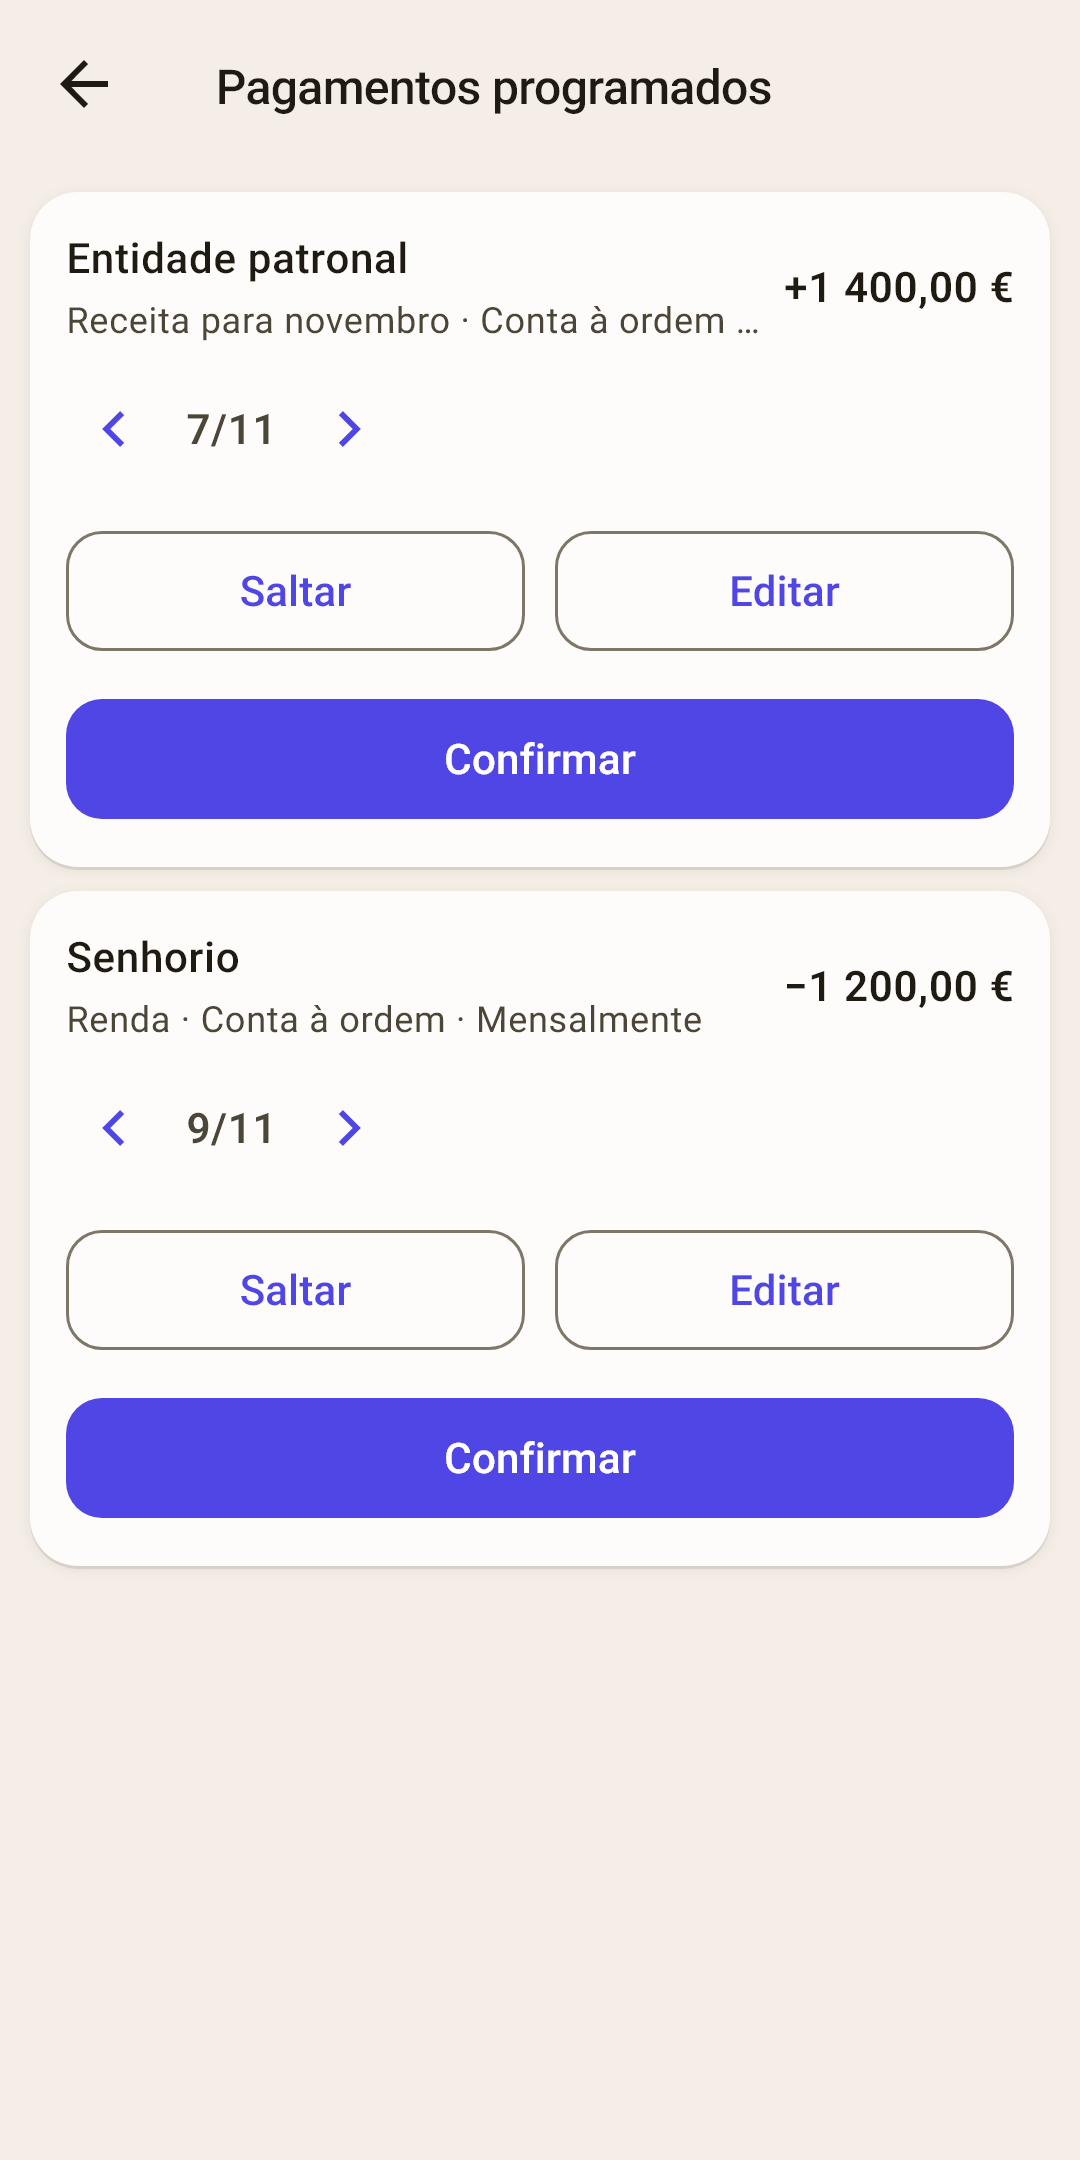 Pagamentos programados
Entidade patronal
+1 400,00 €
Receita para novembro · Conta à ordem ...
7/11
Saltar
Editar
Confirmar
Senhorio
−1 200,00 €
Renda · Conta à ordem · Mensalmente
9/11
Saltar
Editar
Confirmar